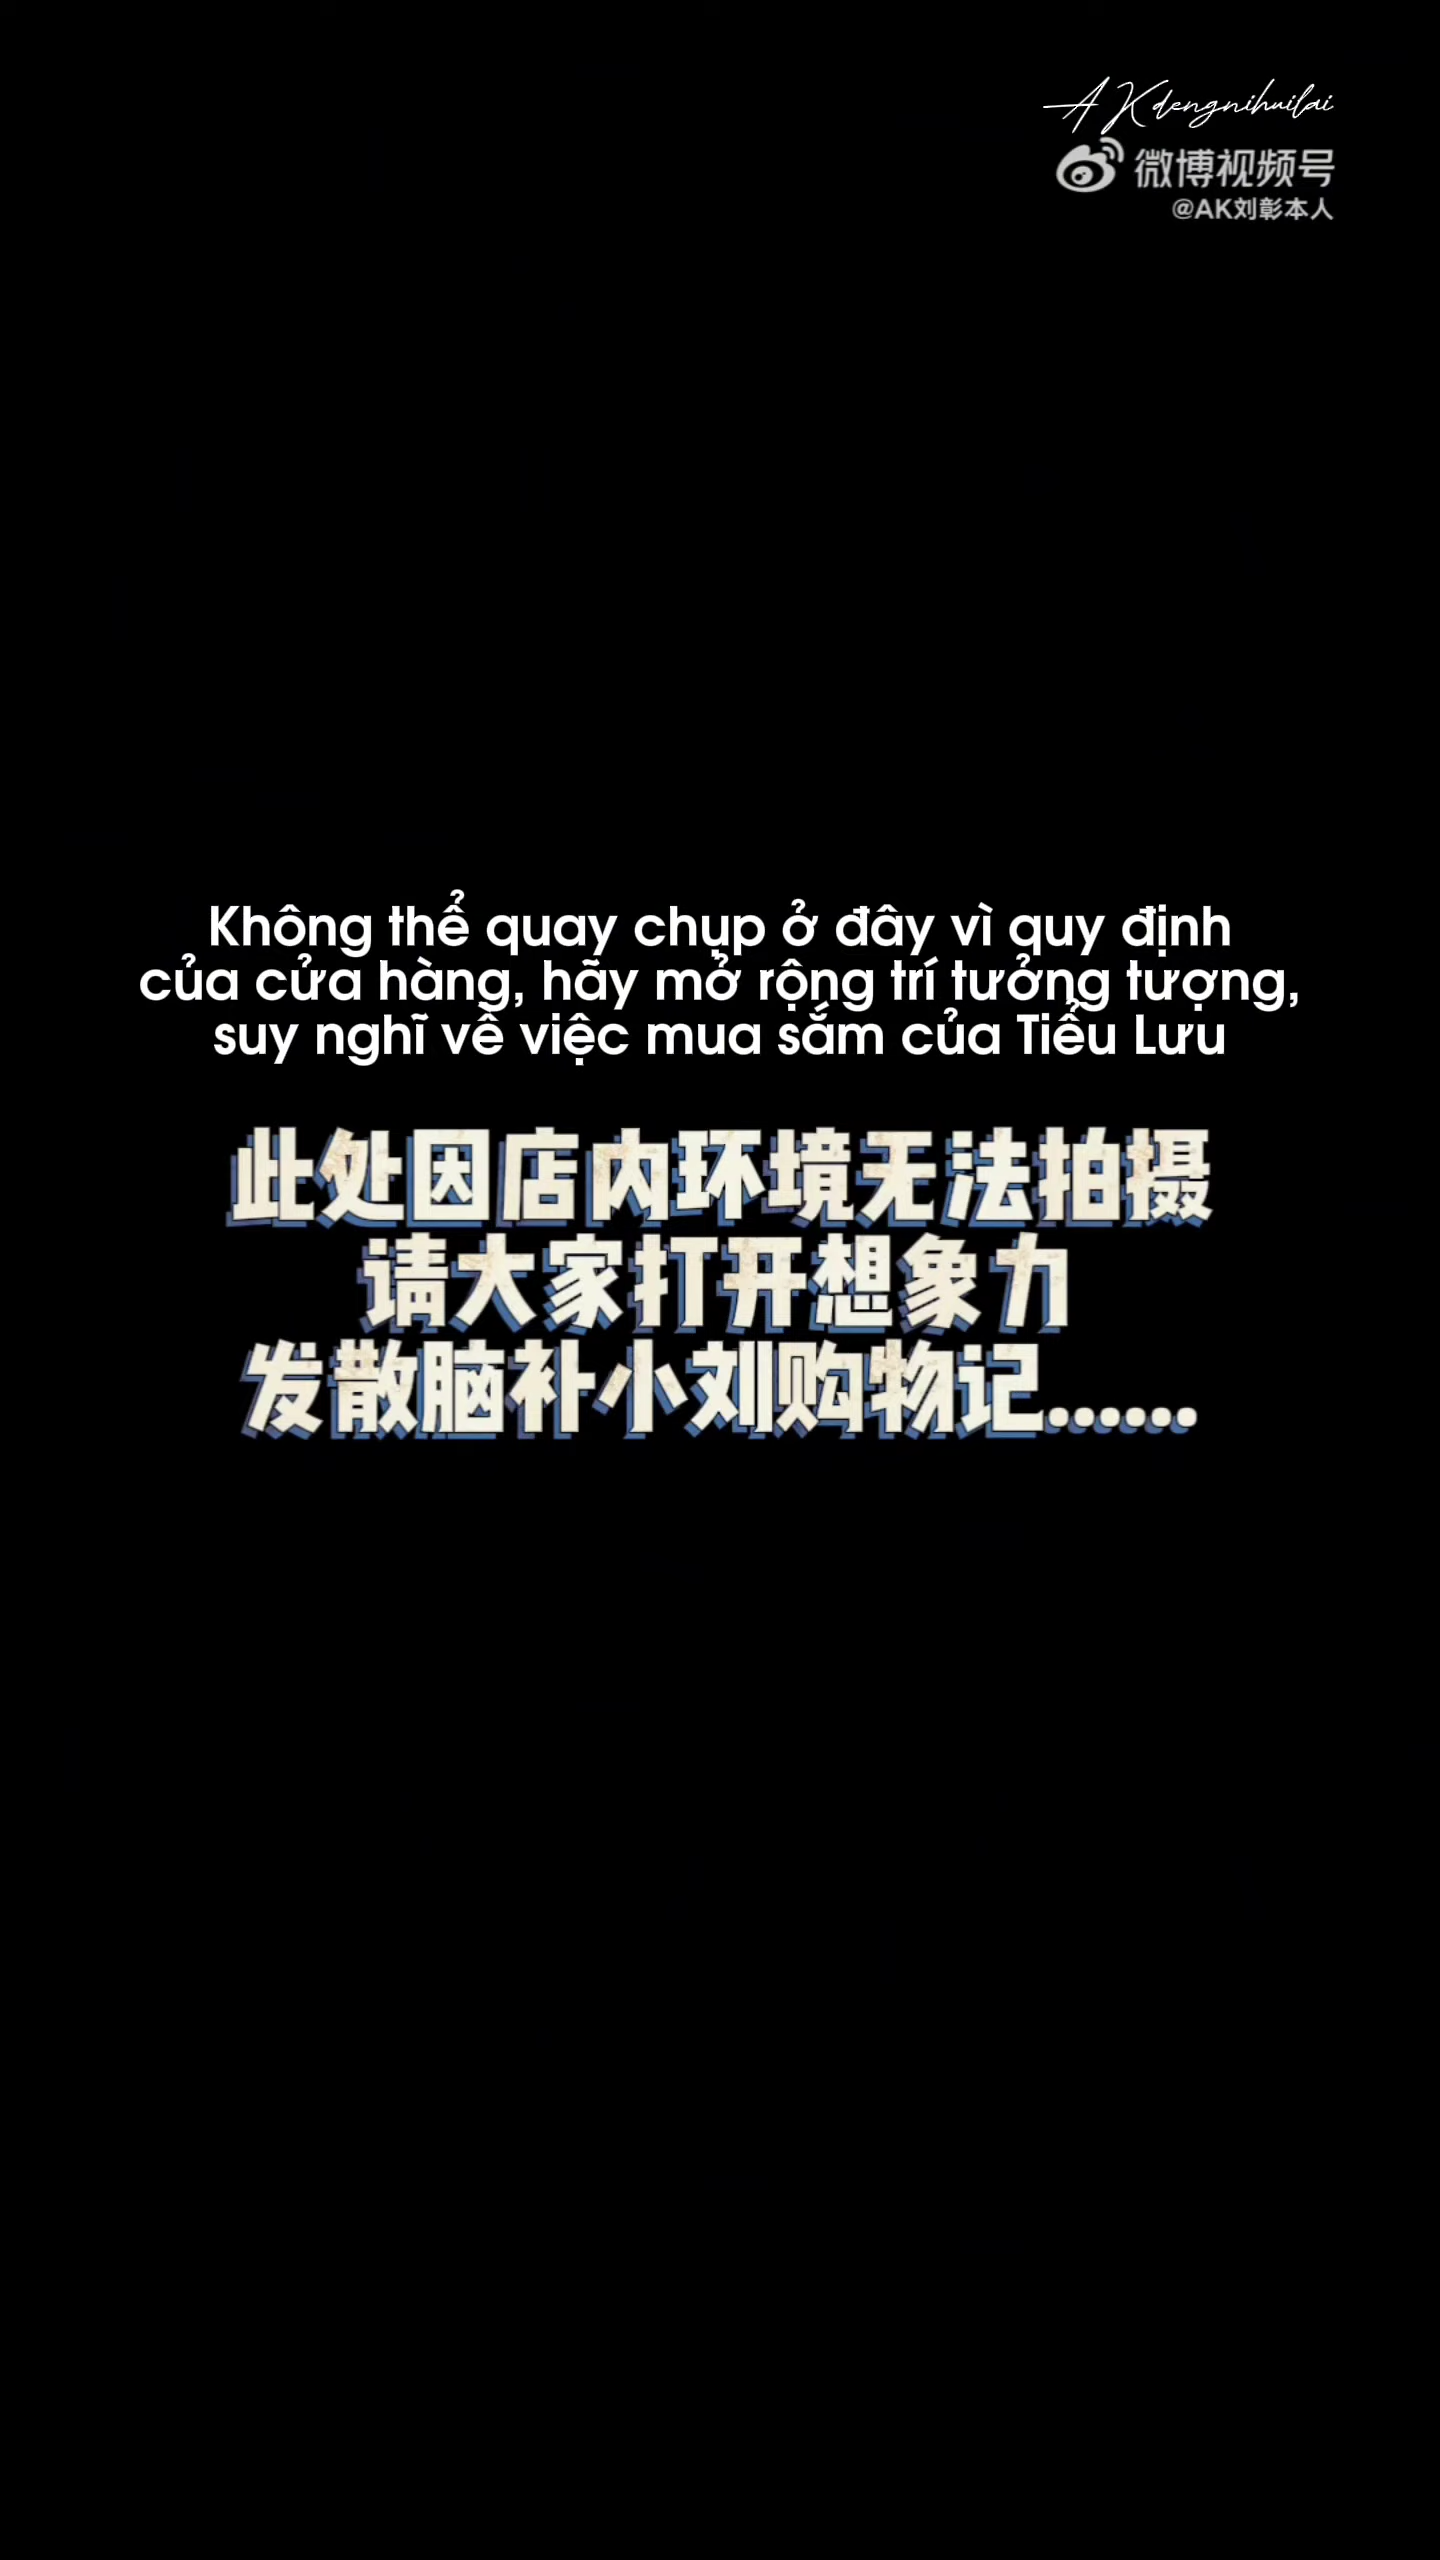 AKdengnihuilai
微博视频号
@AK刘彰本人
Không thể quay chụp ở đây vì quy định
của cửa hàng, hãy mở rộng trí tưởng tượng,
suy nghĩ về việc mua sắm của Tiểu Lưu
此处因店内环境无法拍摄
请大家打开想象力
发散脑补小刘购物记......